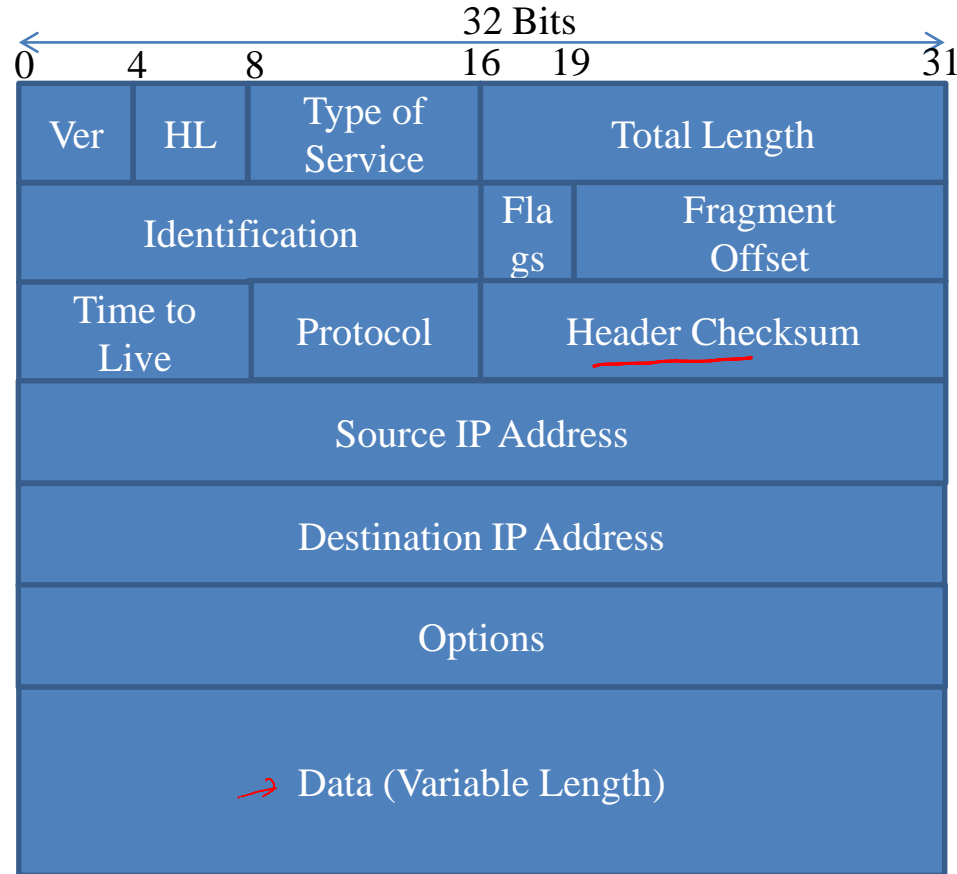 32 Bits
0 4 8 16 19 31
Ver HL Type of Service Total Length
Identification Fla gs Fragment Offset
Time to Live Protocol Header Checksum
Source IP Address
Destination IP Address
Options
Data (Variable Length)